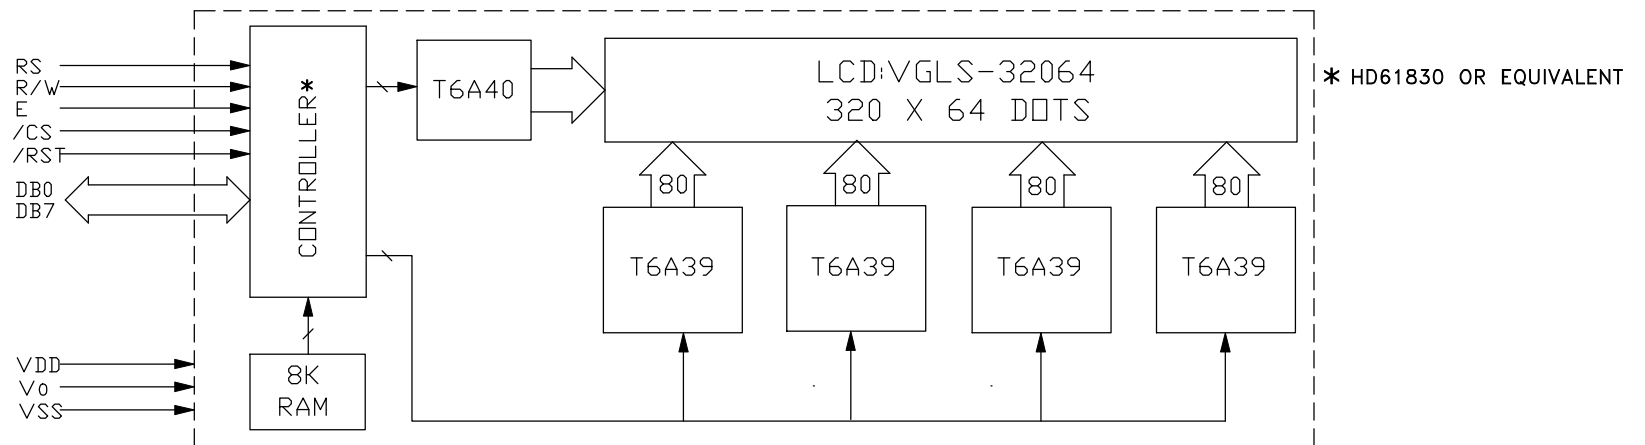 RS
R/W
E
/CS
/RST
DB0
DB7
VDD
Vo
VSS
CONTROLLER*
8K
RAM
T6A40
LCD:VGLS-32064
320 X 64 DOTS
80
80
80
80
T6A39
T6A39
T6A39
T6A39
* HD61830 OR EQUIVALENT